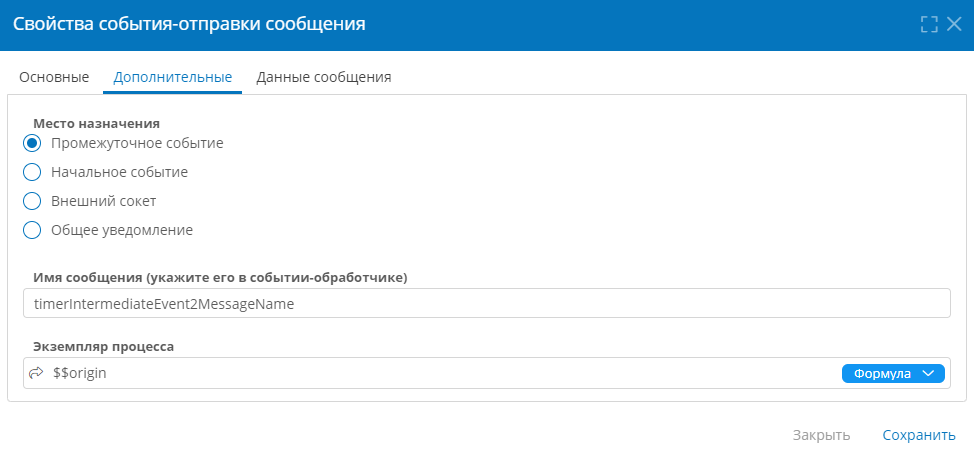 Свойства события-отправки сообщения
Основные Дополнительные Данные сообщения
Место назначения
Промежуточное событие
Начальное событие
Внешний сокет
Общее уведомление
Имя сообщения (укажите его в событии-обработчике)
timerIntermediateEvent2MessageName
Экземпляр процесса
$$origin Формула
Закрыть Сохранить